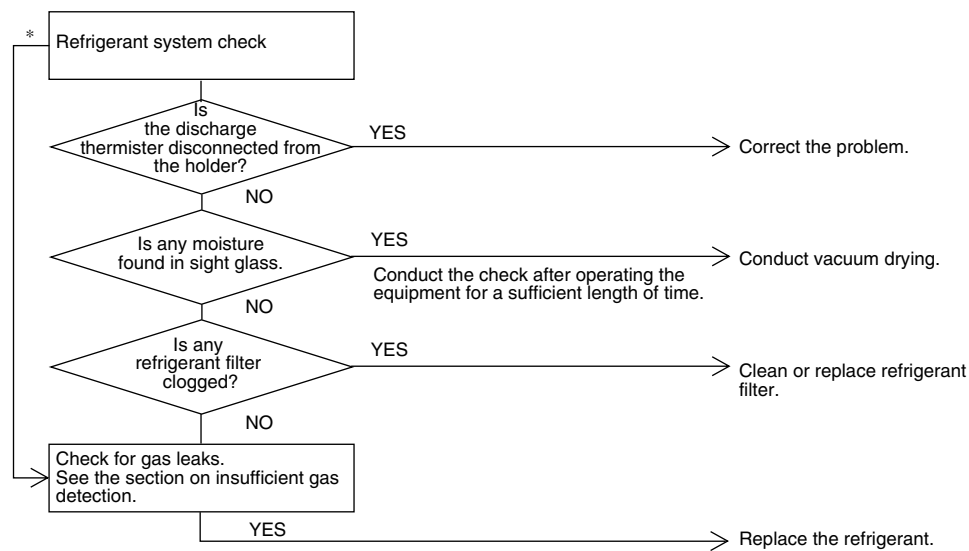 *
Refrigerant system check
Is
the discharge
thermister disconnected from
the holder?
YES
Correct the problem.
NO
Is any moisture
found in sight glass.
YES
Conduct the check after operating the
equipment for a sufficient length of time.
Conduct vacuum drying.
NO
Is any
refrigerant filter
clogged?
YES
Clean or replace refrigerant
filter.
NO
Check for gas leaks.
See the section on insufficient gas
detection.
YES
Replace the refrigerant.